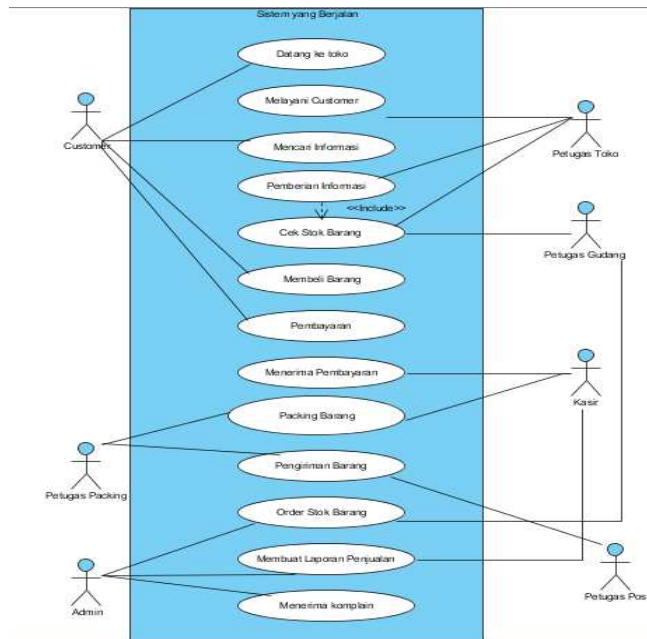 Sistem yang Berjalan
Datang ke toko
Melayani Customer
Customer
Petugas Toko
Mencari Informasi
Pemberian Informasi
<<Include>>
Cek Stok Barang
Petugas Gudang
Membeli Barang
Pembayaran
Menerima Pembayaran
Kasir
Packing Barang
Pengiriman Barang
Petugas Packing
Order Stok Barang
Membuat Laporan Penjualan
Petugas Pos
Menerima komplain
Admin